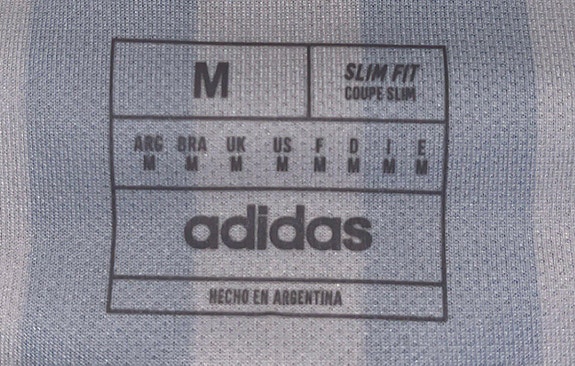 M
SLIM FIT
COUPE SLIM
ARG BRA UK US F D I E
M M M M M M M M
adidas
HECHO EN ARGENTINA